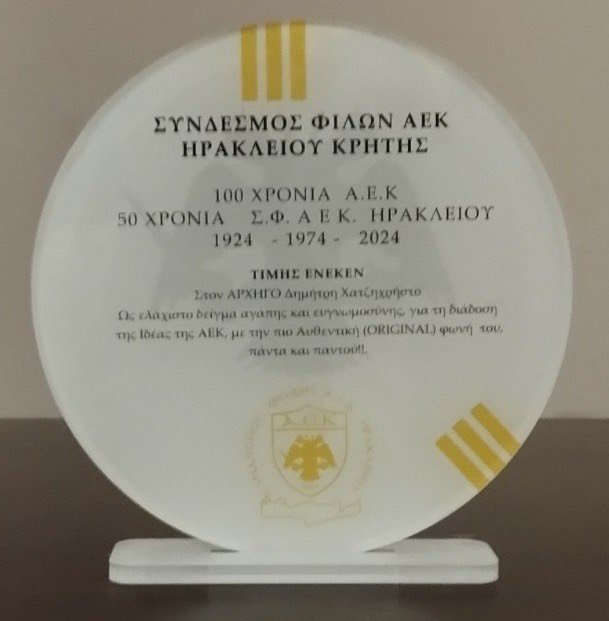 ΣΥΝΔΕΣΜΟΣ ΦΙΛΩΝ ΑΕΚ
ΗΡΑΚΛΕΙΟΥ ΚΡΗΤΗΣ
100 ΧΡΟΝΙΑ Α.Ε.Κ
50 ΧΡΟΝΙΑ Σ.Φ. Α Ε Κ. ΗΡΑΚΛΕΙΟΥ
1924 - 1974 - 2024
ΤΙΜΗΣ ΕΝΕΚΕΝ
Στον ΑΡΧΗΓΟ Δημήτρη Χατζηχρήστο
Ως ελάχιστο δείγμα αγάπης και ευγνωμοσύνης, για τη διάδοση
της Ιδέας της ΑΕΚ, με την πιο Αυθεντική (ORIGINAL) φωνή του,
πάντα και παντού!!.
Α.Ε.Κ